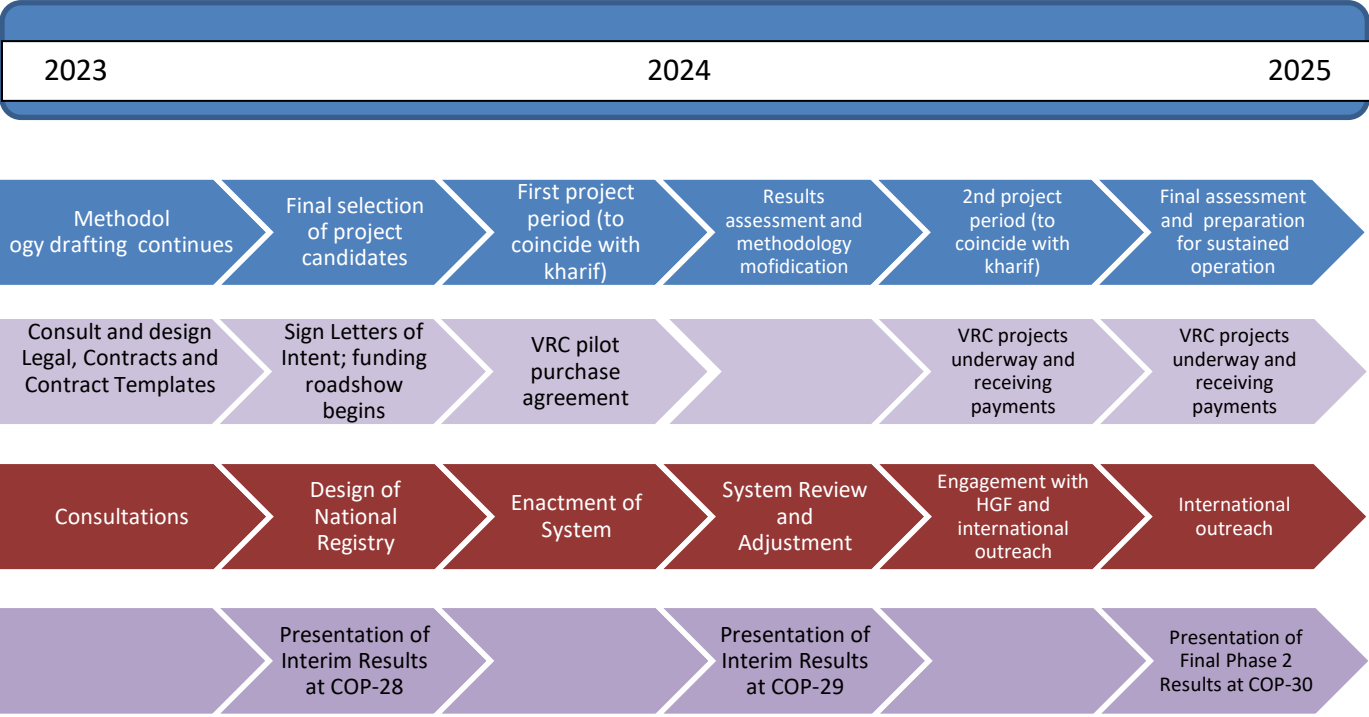 2023 2024 2025
Methodol
ogy drafting continues
Final selection
of project
candidates
First project
period (to
coincide with
kharif)
Results
assessment and
methodology
mofidication
2nd project
period (to
coincide with
kharif)
Final assessment
and preparation
for sustained
operation
Consult and design
Legal, Contracts and
Contract Templates
Sign Letters of
Intent; funding
roadshow
begins
VRC pilot
purchase
agreement
VRC projects
underway and
receiving
payments
VRC projects
underway and
receiving
payments
Consultations
Design of
National
Registry
Enactment of
System
System Review
and
Adjustment
Engagement with
HGF and
international
outreach
International
outreach
Presentation of
Interim Results
at COP-28
Presentation of
Interim Results
at COP-29
Presentation of
Final Phase 2
Results at COP-30